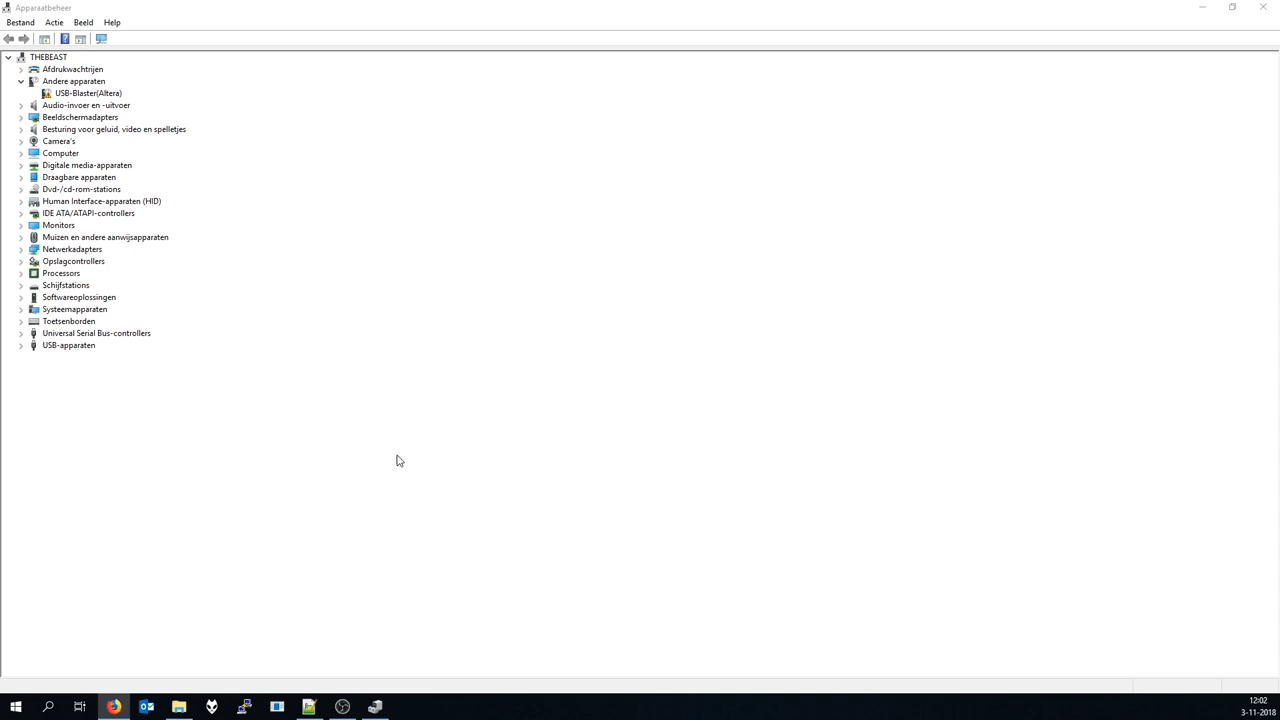 Apparaatbeheer
Bestand Actie Beeld Help
THEBEAST
Afdrukwachtrijen
Andere apparaten
USB-Blaster(Altera)
Audio-invoer en -uitvoer
Beeldschermadapters
Besturing voor geluid, video en spelletjes
Camera's
Computer
Digitale media-apparaten
Draagbare apparaten
Dvd-/cd-rom-stations
Human Interface-apparaten (HID)
IDE ATA/ATAPI-controllers
Monitors
Muizen en andere aanwijsapparaten
Netwerkadapters
Opslagcontrollers
Processors
Schijfstations
Softwareoplossingen
Systeemapparaten
Toetsenborden
Universal Serial Bus-controllers
USB-apparaten
12:02
3-11-2018